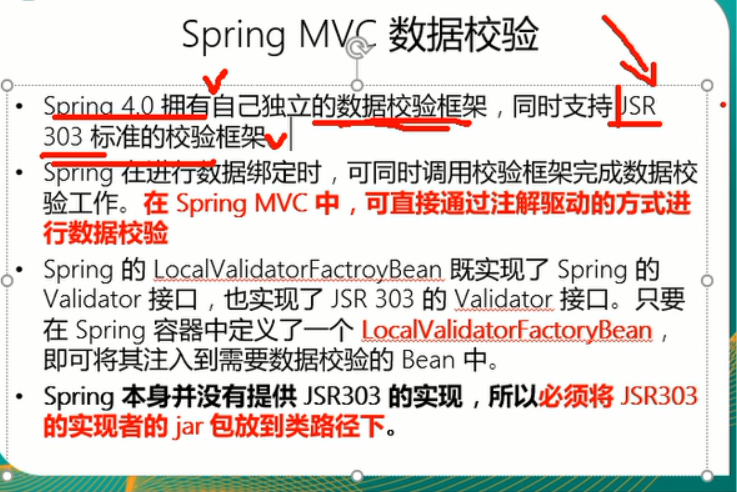 Spring MVC 数据校验
• Spring 4.0 拥有自己独立的数据校验框架，同时支持 JSR
303 标准的校验框架
• Spring 在进行数据绑定时，可同时调用校验框架完成数据校
验工作。在 Spring MVC 中，可直接通过注解驱动的方式进
行数据校验
• Spring 的 LocalValidatorFactroyBean 既实现了 Spring 的
Validator 接口，也实现了 JSR 303 的 Validator 接口。只要
在 Spring 容器中定义了一个 LocalValidatorFactoryBean，
即可将其注入到需要数据校验的 Bean 中。
• Spring 本身并没有提供 JSR303 的实现，所以必须将 JSR303
的实现者的 jar 包放到类路径下。